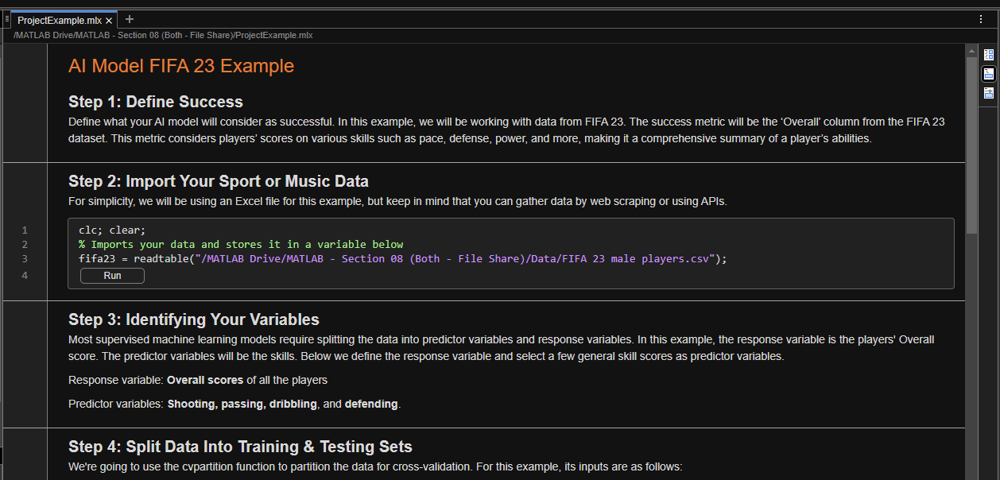 ProjectExample.mlx × +
/MATLAB Drive/MATLAB - Section 08 (Both - File Share)/ProjectExample.mlx
AI Model FIFA 23 Example
Step 1: Define Success
Define what your AI model will consider as successful. In this example, we will be working with data from FIFA 23. The success metric will be the ‘Overall’ column from the FIFA 23
dataset. This metric considers players’ scores on various skills such as pace, defense, power, and more, making it a comprehensive summary of a player’s abilities.
Step 2: Import Your Sport or Music Data
For simplicity, we will be using an Excel file for this example, but keep in mind that you can gather data by web scraping or using APIs.
1 clc; clear;
2 % Imports your data and stores it in a variable below
3 fifa23 = readtable("/MATLAB Drive/MATLAB - Section 08 (Both - File Share)/Data/FIFA 23 male players.csv");
4 Run
Step 3: Identifying Your Variables
Most supervised machine learning models require splitting the data into predictor variables and response variables. In this example, the response variable is the players' Overall
score. The predictor variables will be the skills. Below we define the response variable and select a few general skill scores as predictor variables.
Response variable: Overall scores of all the players
Predictor variables: Shooting, passing, dribbling, and defending.
Step 4: Split Data Into Training & Testing Sets
We're going to use the cvpartition function to partition the data for cross-validation. For this example, its inputs are as follows: